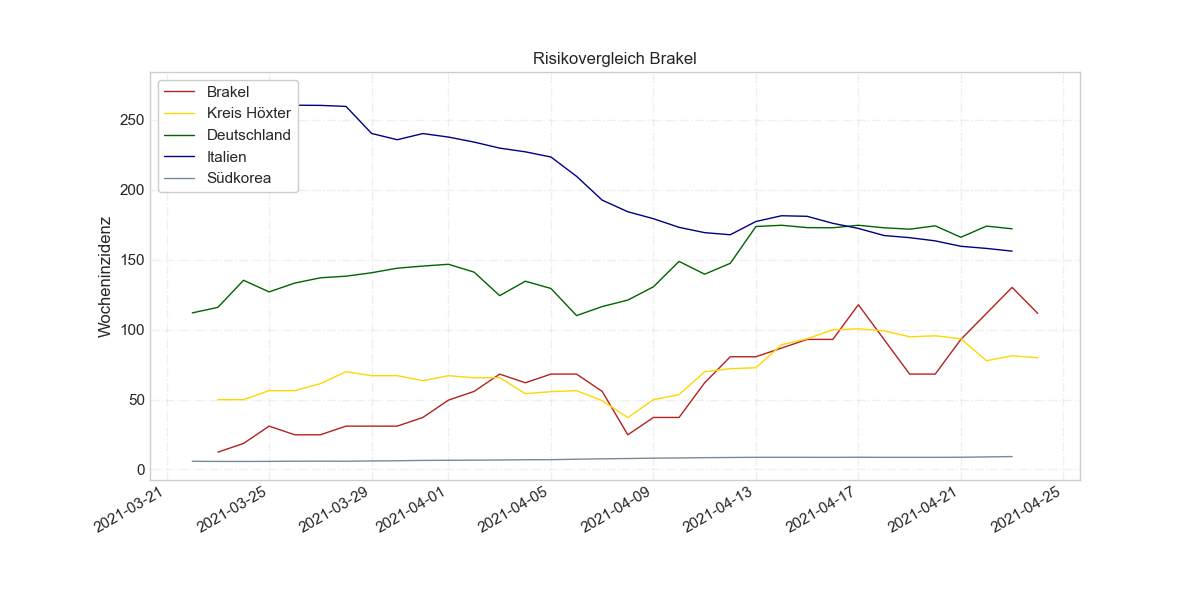 Risikovergleich Brakel
Brakel
Kreis Höxter
Deutschland
Italien
Südkorea
Wocheninzidenz
250
200
150
100
50
0
2021-03-21
2021-03-25
2021-03-29
2021-04-01
2021-04-05
2021-04-09
2021-04-13
2021-04-17
2021-04-21
2021-04-25